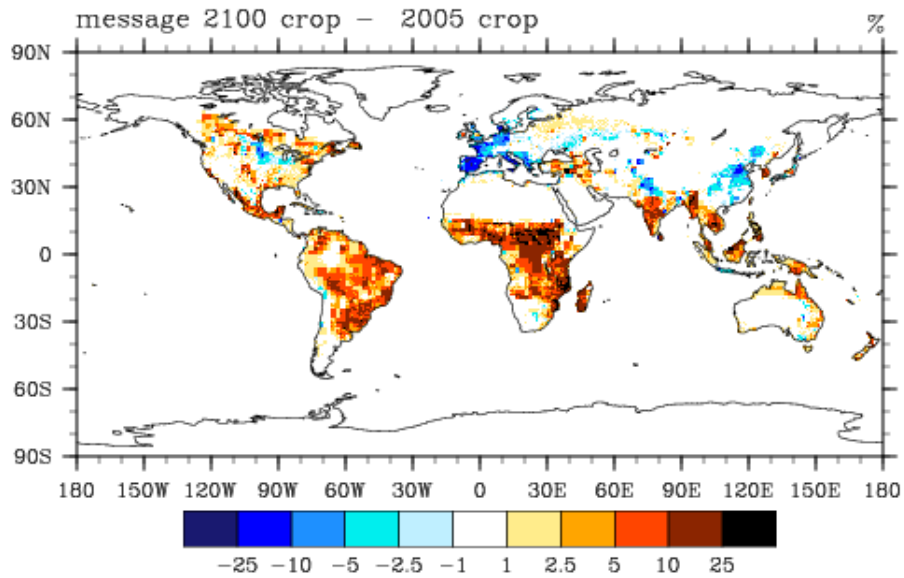 message 2100 crop – 2005 crop %
90N
60N
30N
0
30S
60S
90S
180 150W 120W 90W 60W 30W 0 30E 60E 90E 120E 150E 180
−25 −10 −5 −2.5 −1 1 2.5 5 10 25